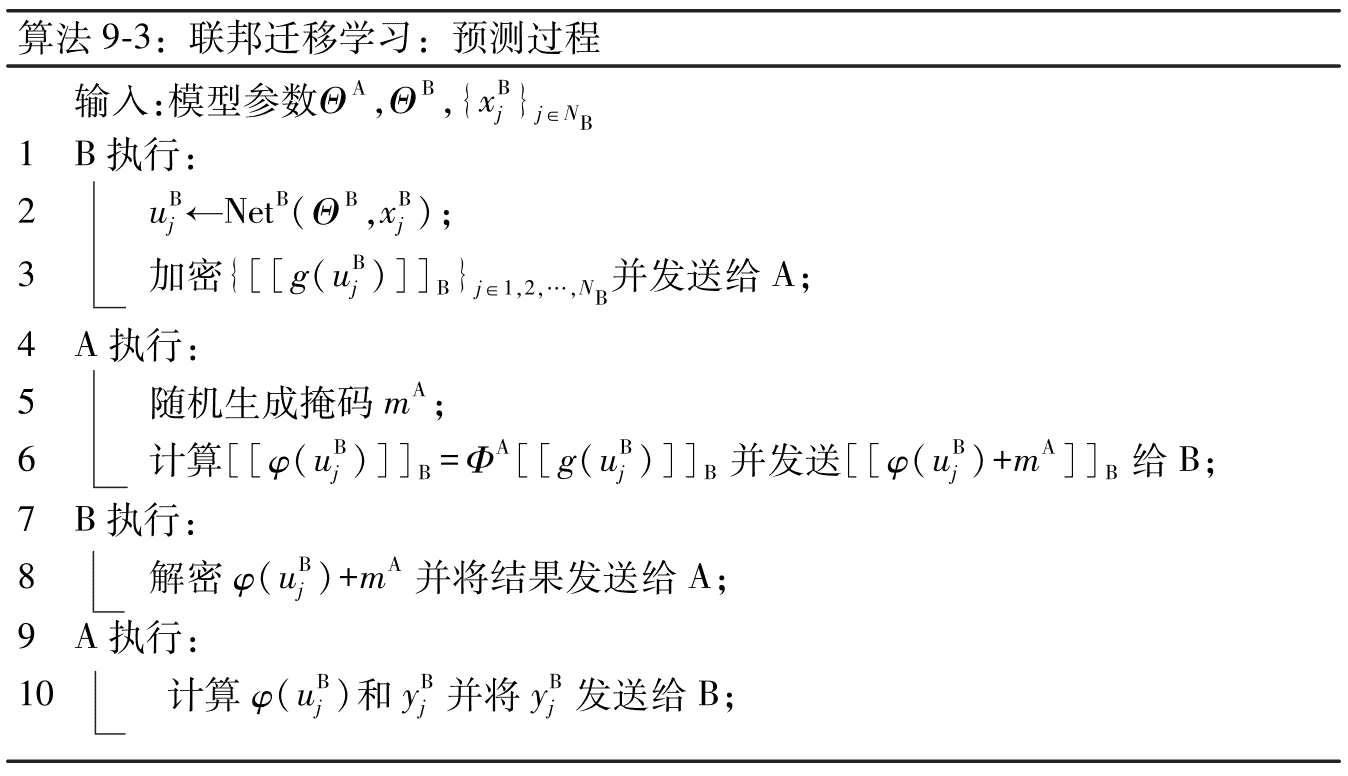 算法 9-3：联邦迁移学习：预测过程
输入:模型参数Θ^A,Θ^B,{x_j^B}_{j∈N_B}
1 B 执行：
2 u_j^B←Net^B(Θ^B,x_j^B)；
3 加密{[[g(u_j^B)]]_B}_{j∈1,2,…,N_B}并发送给 A；
4 A 执行：
5 随机生成掩码 m^A；
6 计算[[φ(u_j^B)]]_B=Φ^A[[g(u_j^B)]]_B 并发送[[φ(u_j^B)+m^A]]_B 给 B；
7 B 执行：
8 解密 φ(u_j^B)+m^A 并将结果发送给 A；
9 A 执行：
10 计算 φ(u_j^B)和 y_j^B 并将 y_j^B 发送给 B；